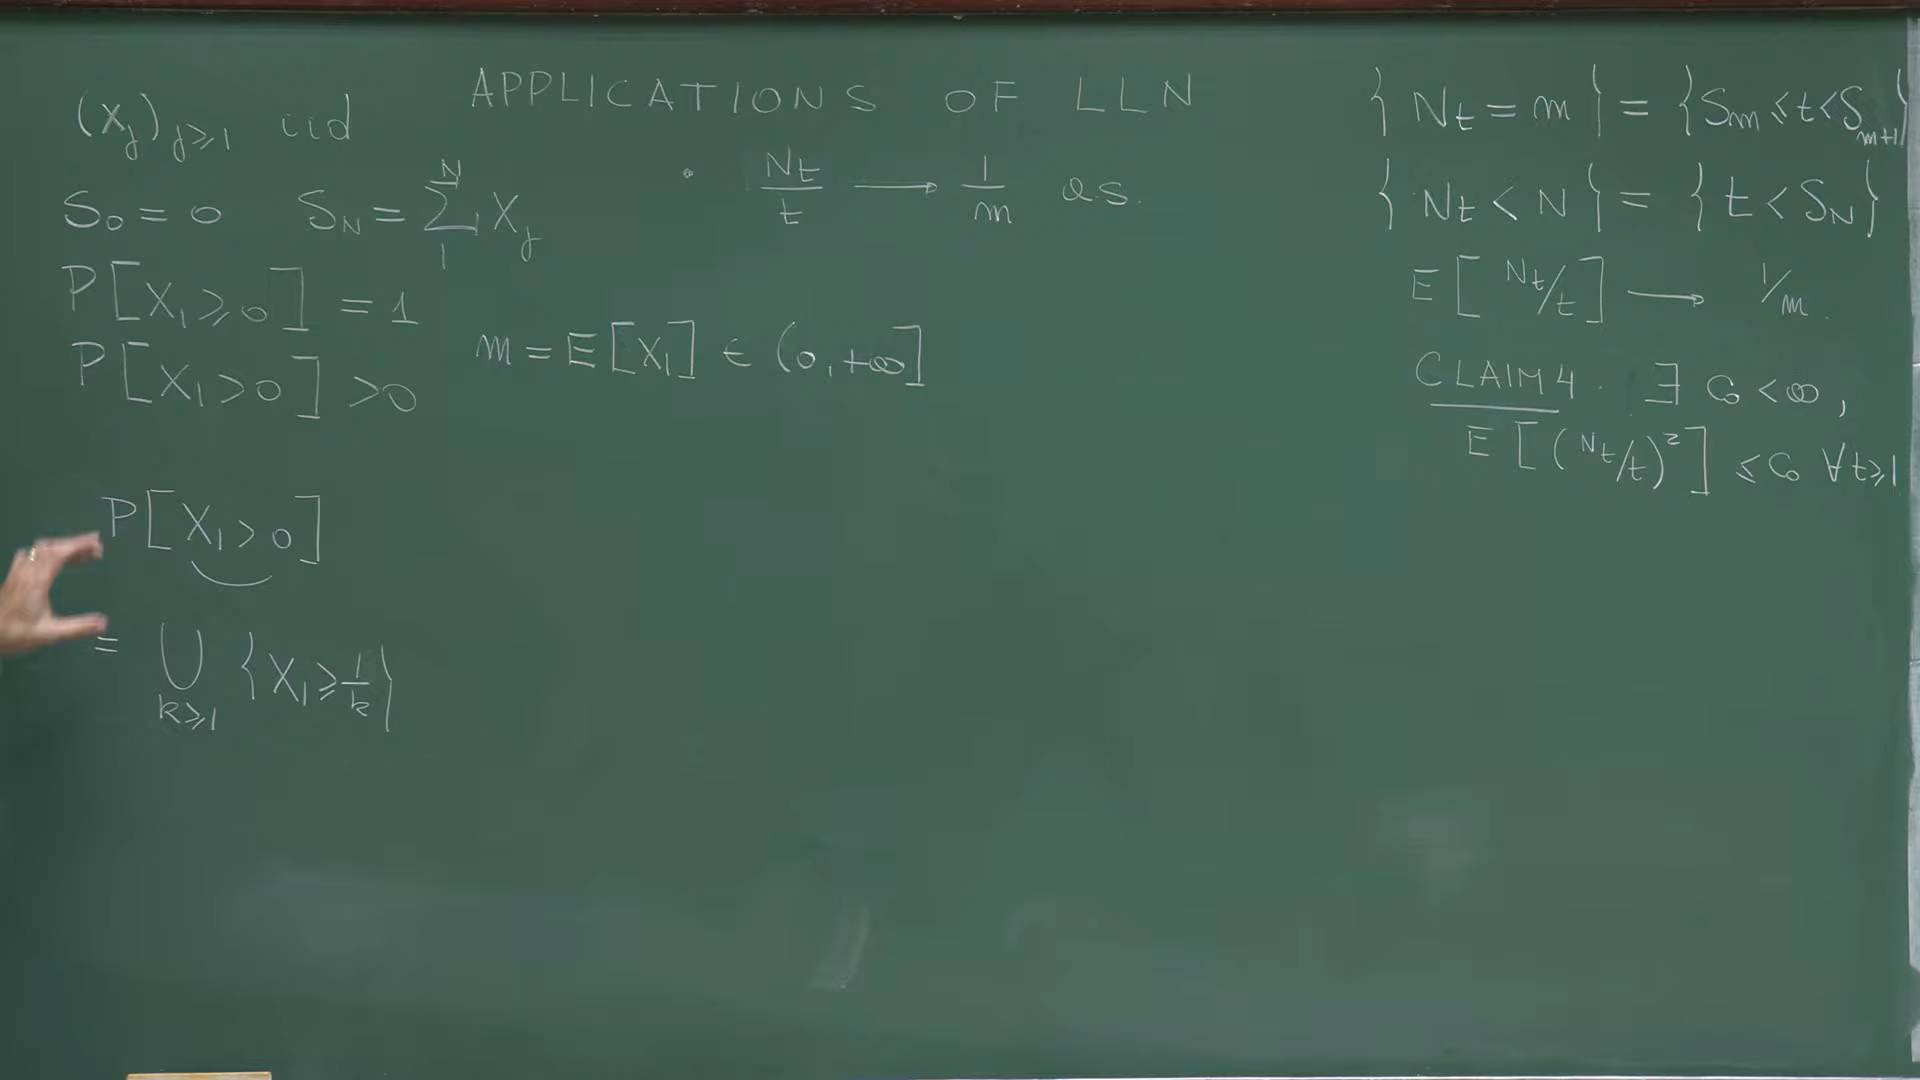 APPLICATIONS OF LLN
(X_j)_{j≥1} iid
S_0 = 0 S_N = \sum_1^N X_j
P[X_1 ≥ 0] = 1
P[X_1 > 0] > 0
P[X_1 > 0]
= ⋃_{k≥1} {X_1 ≥ 1/k}
· N_t/t → 1/m as.
m = E[X_1] ∈ (0, +∞]
{N_t = m} = {S_m ≤ t < S_{m+1}}
{N_t < N} = {t < S_N}
E[N_t/t] → 1/m.
CLAIM 4. ∃ C_0 < ∞,
E[(N_t/t)^2] ≤ C_0 ∀t≥1